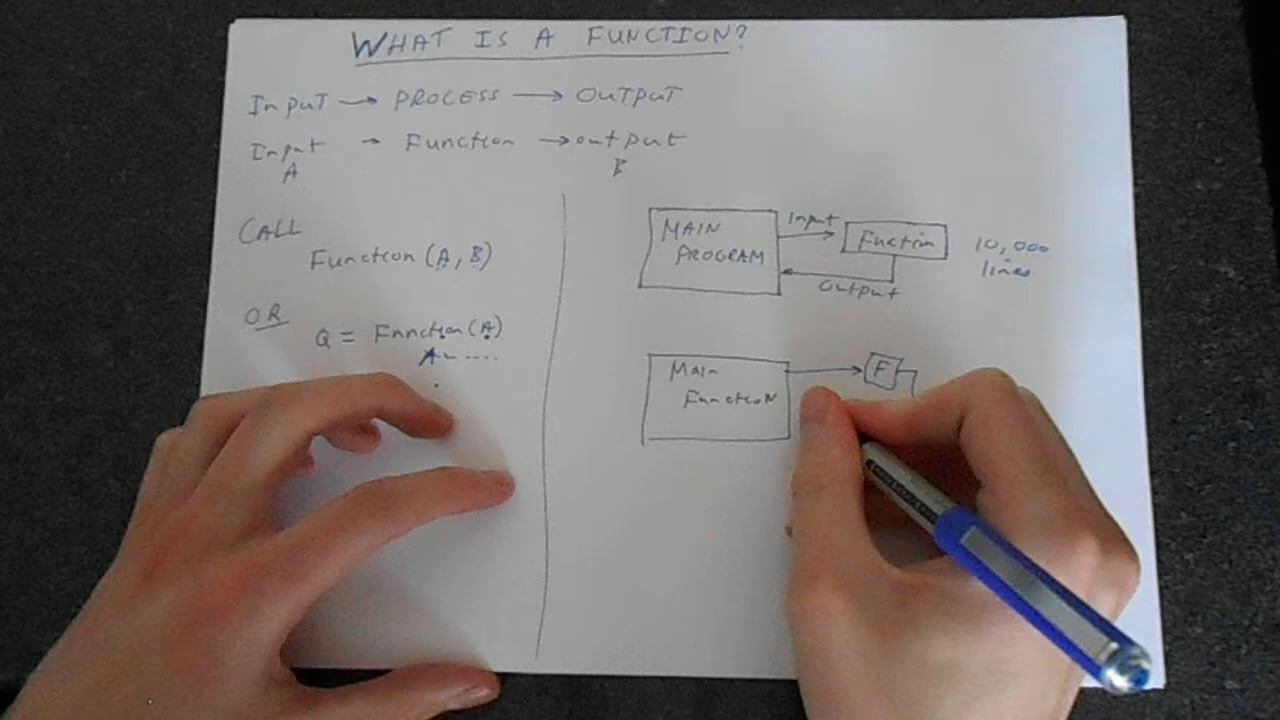 WHAT IS A FUNCTION?
InpuT → PROCESS → OUTPUT
Input → Function → output
A B
CALL
Function (A, B)
OR
Q = Function (A)
A - ....
MAIN
PROGRAM
Input
Fuction
Output
10,000
lines
Main
FunctioN
F